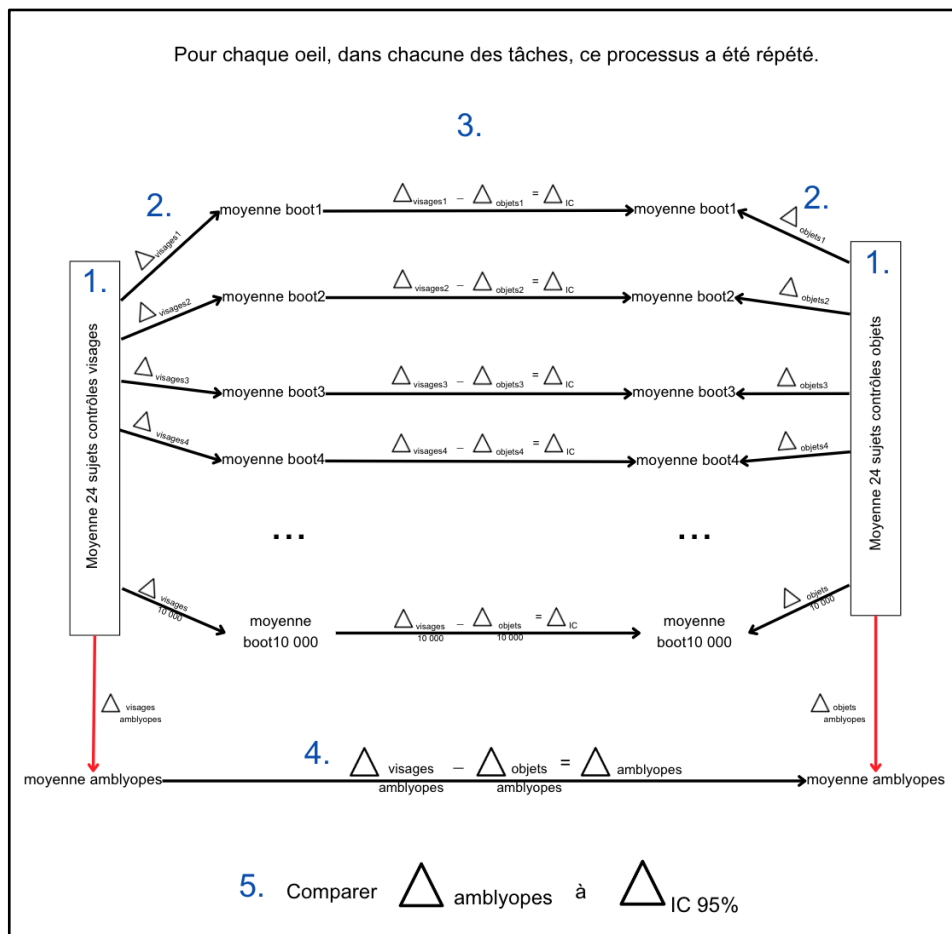 Pour chaque oeil, dans chacune des tâches, ce processus a été répété.
3.
2.
2.
moyenne boot1
△ visages1 − △ objets1 = △ IC
moyenne boot1
△ visages1
△ objets1
1.
1.
moyenne boot2
△ visages2 − △ objets2 = △ IC
moyenne boot2
△ visages2
△ objets2
Moyenne 24 sujets contrôles visages
Moyenne 24 sujets contrôles objets
△ visages3
△ visages3 − △ objets3 = △ IC
△ objets3
moyenne boot3
moyenne boot3
△ visages4
△ visages4 − △ objets4 = △ IC
△ objets4
moyenne boot4
moyenne boot4
...
...
△ visages
10 000
△ objets
10 000
moyenne
boot10 000
△ visages − △ objets = △ IC
10 000 10 000
moyenne
boot10 000
△ visages
amblyopes
△ objets
amblyopes
4.
△ visages − △ objets = △ amblyopes
amblyopes amblyopes
moyenne amblyopes
moyenne amblyopes
5. Comparer △ amblyopes à △ IC 95%